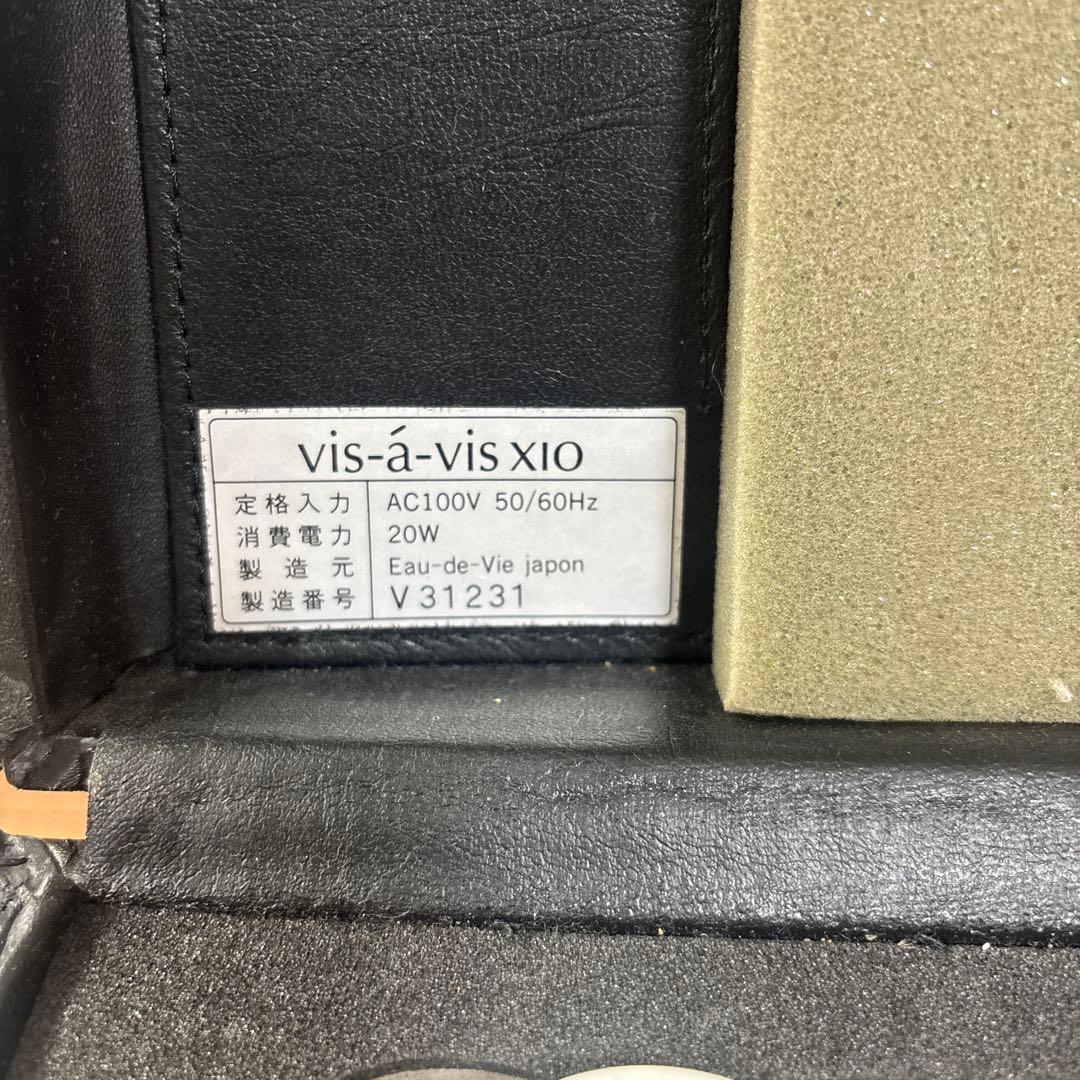 vis-á-vis XIO
定格入力 AC100V 50/60Hz
消費電力 20W
製造元 Eau-de-Vie japon
製造番号 V31231